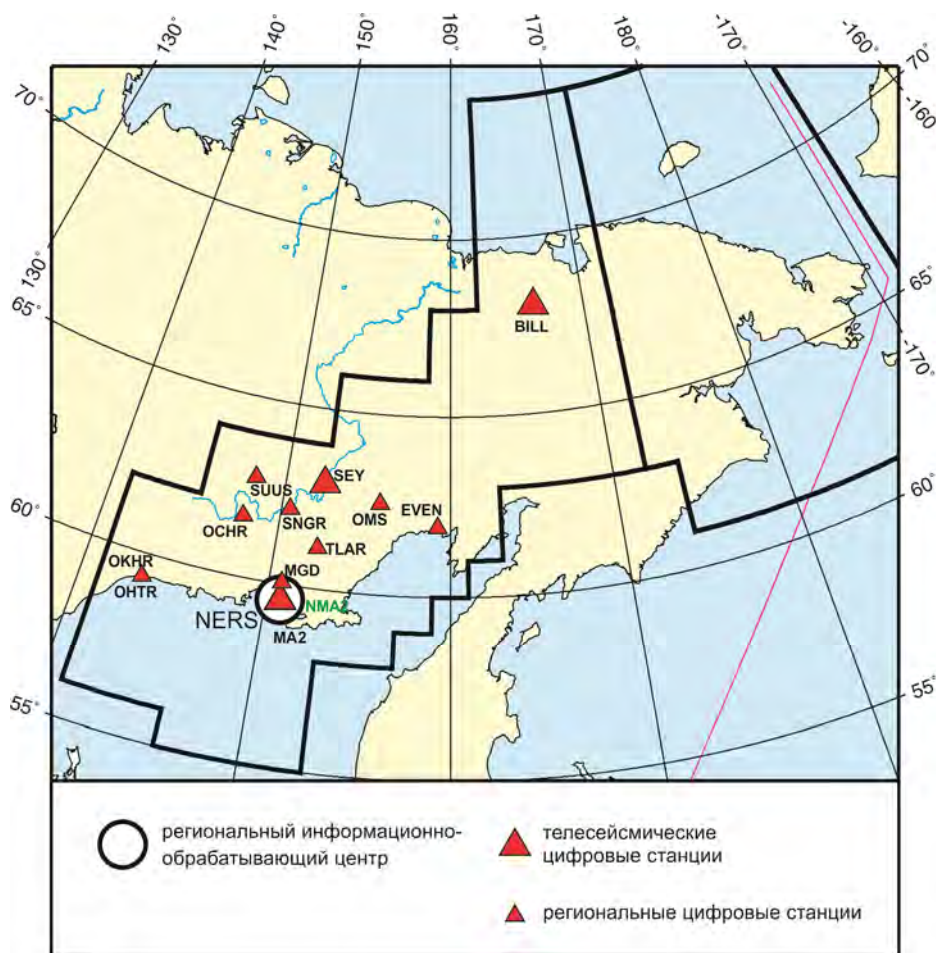 130°
140°
150°
160°
170°
180°
-170°
-160°
70°
70°
-160°
130°
65°
65°
-170°
BILL
SUUS
SEY
OCHR
SNGR
OMS
EVEN
60°
60°
TLAR
OKHR
OHTR
MGD
NMA2
NERS
MA2
55°
55°
региональный информационно-
обрабатывающий центр
телесейсмические
цифровые станции
региональные цифровые станции